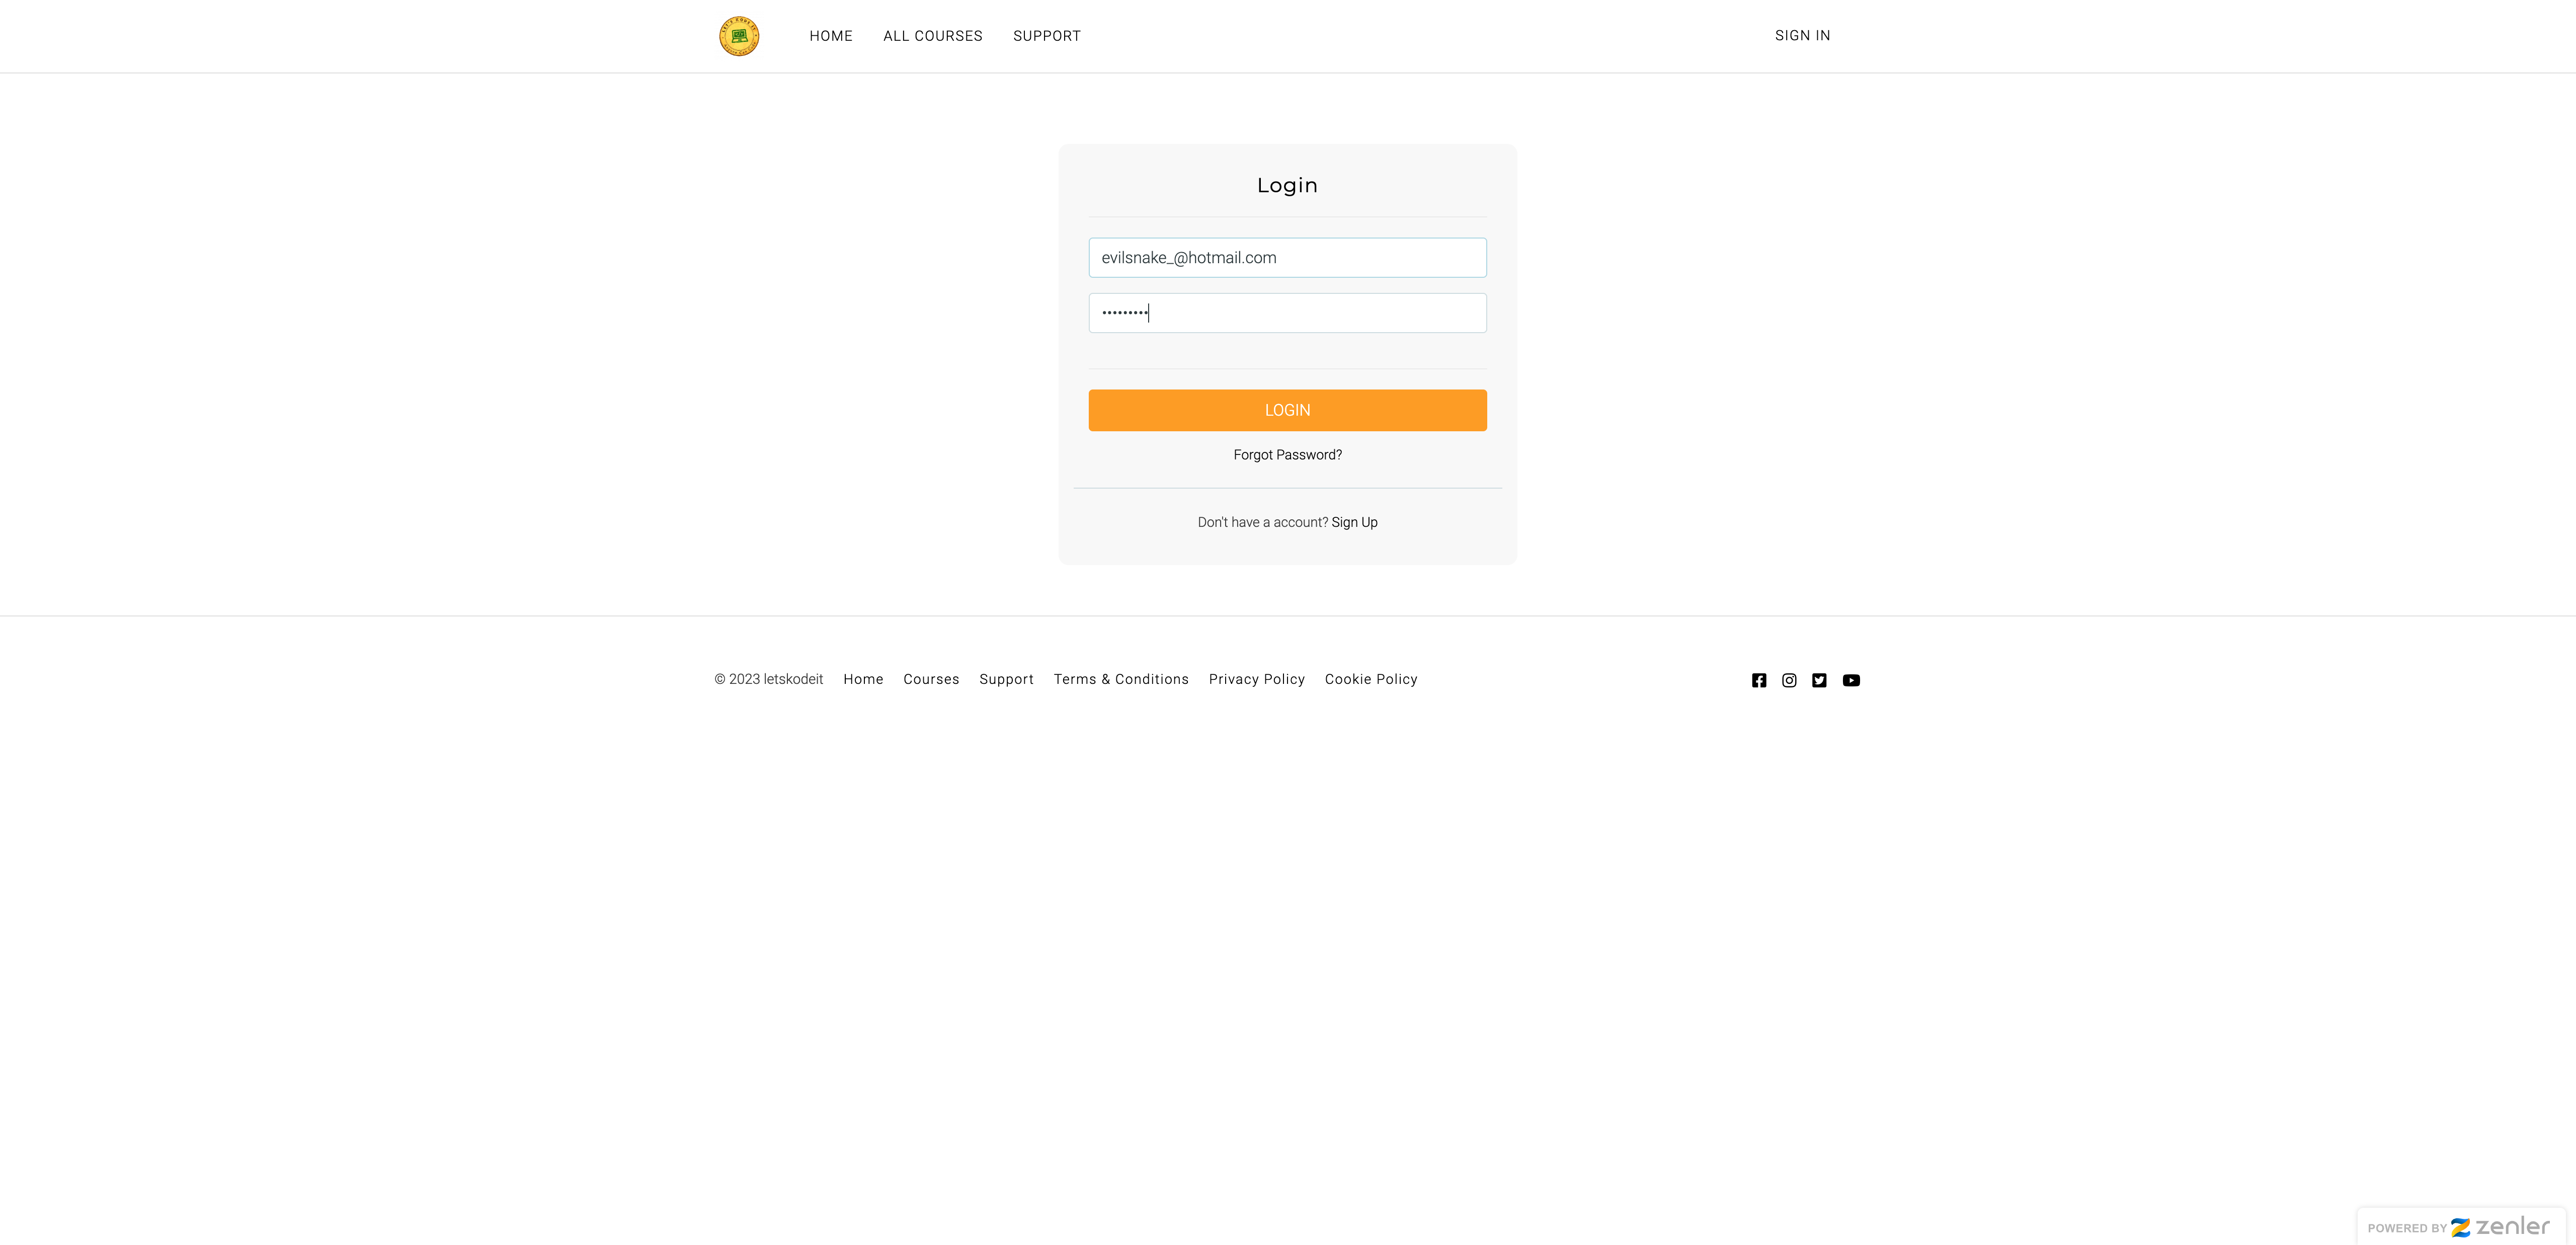 HOME ALL COURSES SUPPORT SIGN IN
Login
evilsnake_@hotmail.com
•••••••••
LOGIN
Forgot Password?
Don't have a account? Sign Up
© 2023 letskodeit Home Courses Support Terms & Conditions Privacy Policy Cookie Policy
POWERED BY zenler